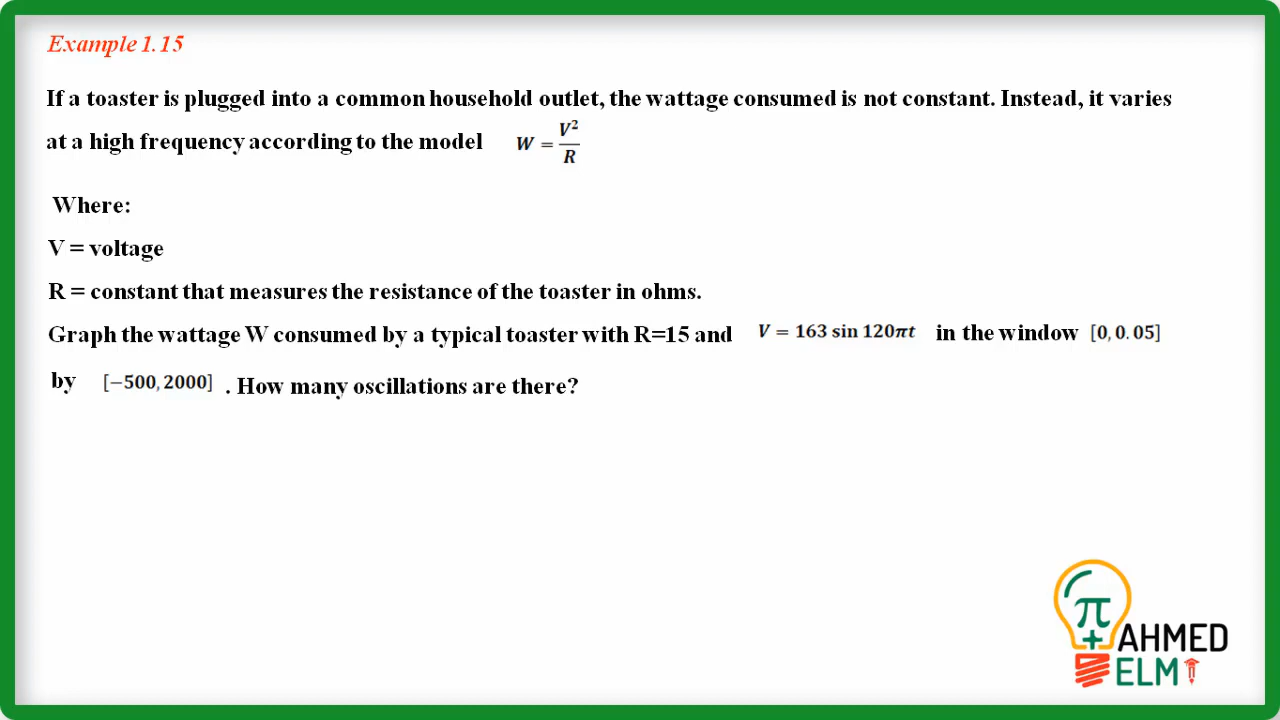 Example 1.15
If a toaster is plugged into a common household outlet, the wattage consumed is not constant. Instead, it varies
at a high frequency according to the model W = V²/R
Where:
V = voltage
R = constant that measures the resistance of the toaster in ohms.
Graph the wattage W consumed by a typical toaster with R=15 and V = 163 sin 120πt in the window [0, 0.05]
by [−500, 2000] . How many oscillations are there?
π
+
AHMED
ELMI